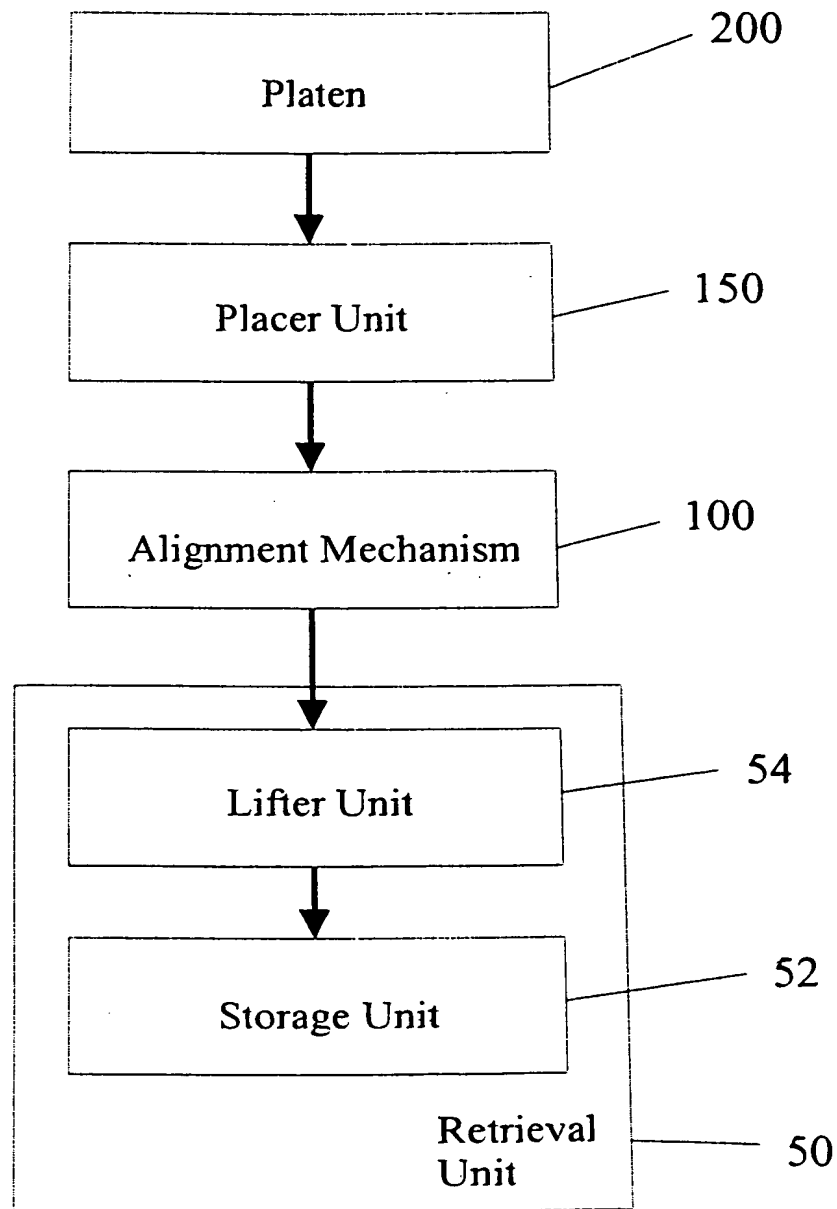 200
Platen
150
Placer Unit
100
Alignment Mechanism
54
Lifter Unit
52
Storage Unit
Retrieval
Unit
50